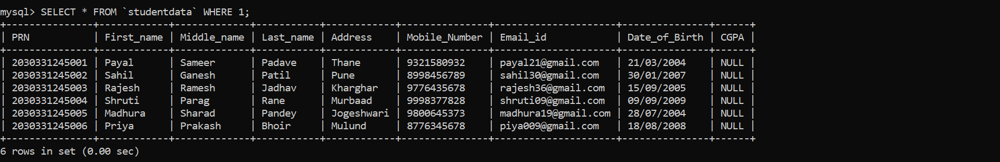 mysql> SELECT * FROM `studentdata` WHERE 1;
+---------------+------------+-------------+-----------+------------+---------------+---------------------+---------------+------+
| PRN           | First_name | Middle_name | Last_name | Address    | Mobile_Number | Email_id            | Date_of_Birth | CGPA |
+---------------+------------+-------------+-----------+------------+---------------+---------------------+---------------+------+
| 2030331245001 | Payal      | Sameer      | Padave    | Thane      | 9321580932    | payal21@gmail.com   | 21/03/2004    | NULL |
| 2030331245002 | Sahil      | Ganesh      | Patil     | Pune       | 8998456789    | sahil30@gmail.com   | 30/01/2007    | NULL |
| 2030331245003 | Rajesh     | Ramesh      | Jadhav    | Kharghar   | 9776435678    | rajesh36@gmail.com  | 15/09/2005    | NULL |
| 2030331245004 | Shruti     | Parag       | Rane      | Murbaad    | 9998377828    | shruti09@gmail.com  | 09/09/2009    | NULL |
| 2030331245005 | Madhura    | Sharad      | Pandey    | Jogeshwari | 9800645373    | madhura19@gmail.com | 28/07/2004    | NULL |
| 2030331245006 | Priya      | Prakash     | Bhoir     | Mulund     | 8776345678    | piya009@gmail.com   | 18/08/2008    | NULL |
+---------------+------------+-------------+-----------+------------+---------------+---------------------+---------------+------+
6 rows in set (0.00 sec)